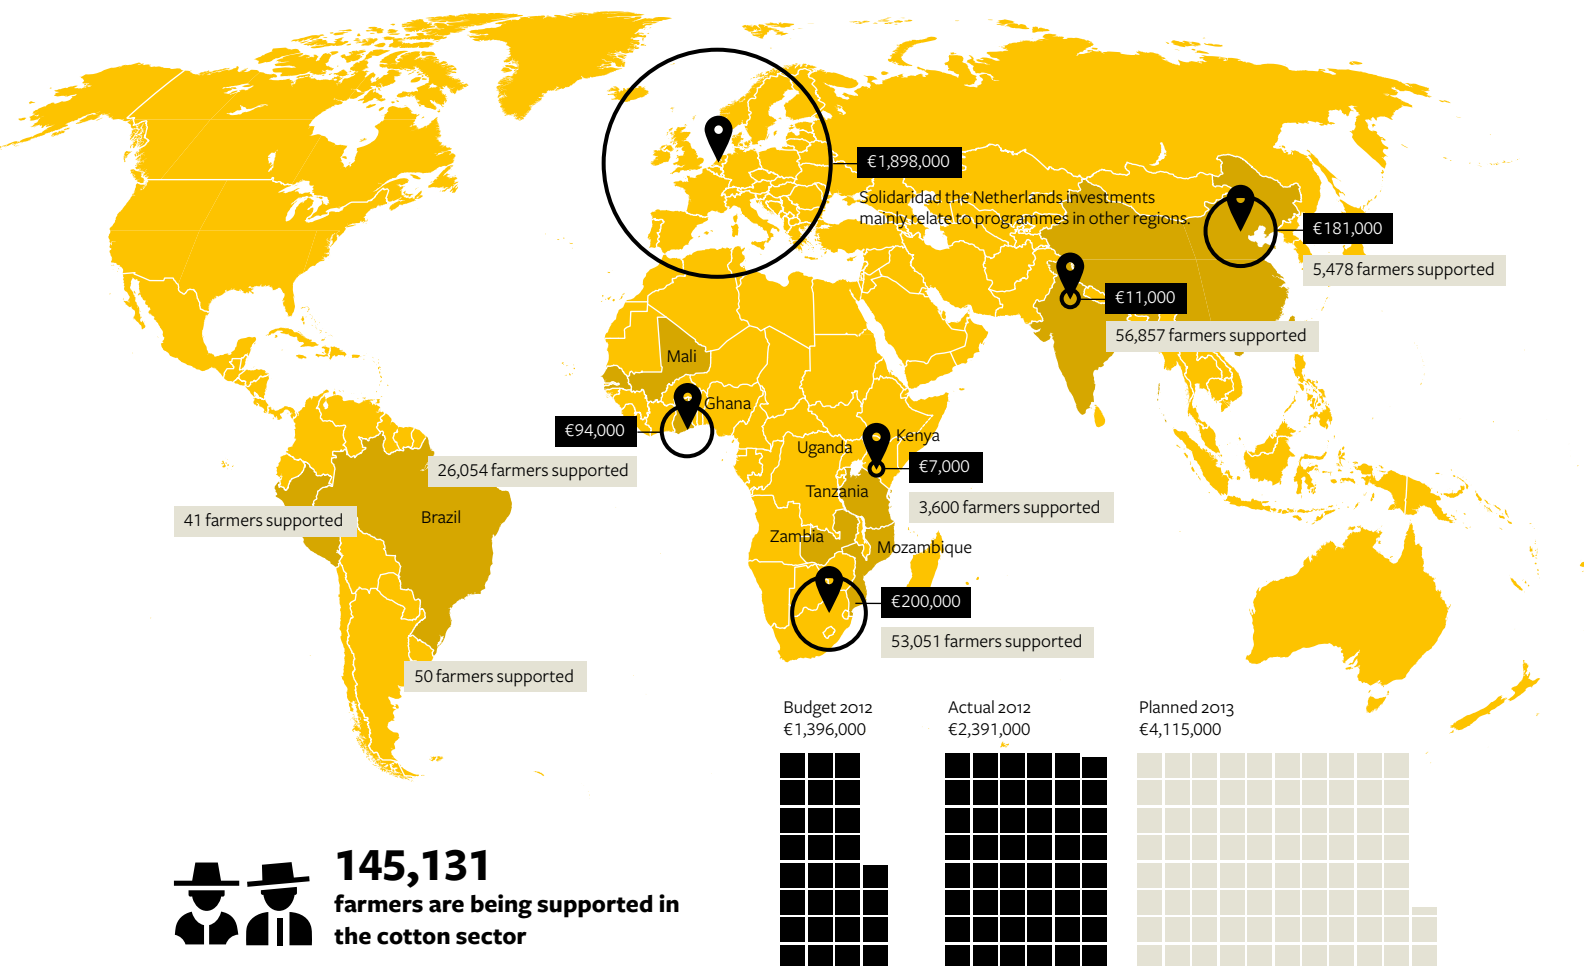 €1,898,000
Solidaridad the Netherlands investments
mainly relate to programmes in other regions.
€181,000
5,478 farmers supported
€11,000
56,857 farmers supported
Mali
Ghana
€94,000
26,054 farmers supported
Kenya
Uganda
€7,000
Tanzania
3,600 farmers supported
41 farmers supported
Brazil
Zambia
Mozambique
€200,000
53,051 farmers supported
50 farmers supported
Budget 2012
€1,396,000
Actual 2012
€2,391,000
Planned 2013
€4,115,000
145,131
farmers are being supported in
the cotton sector